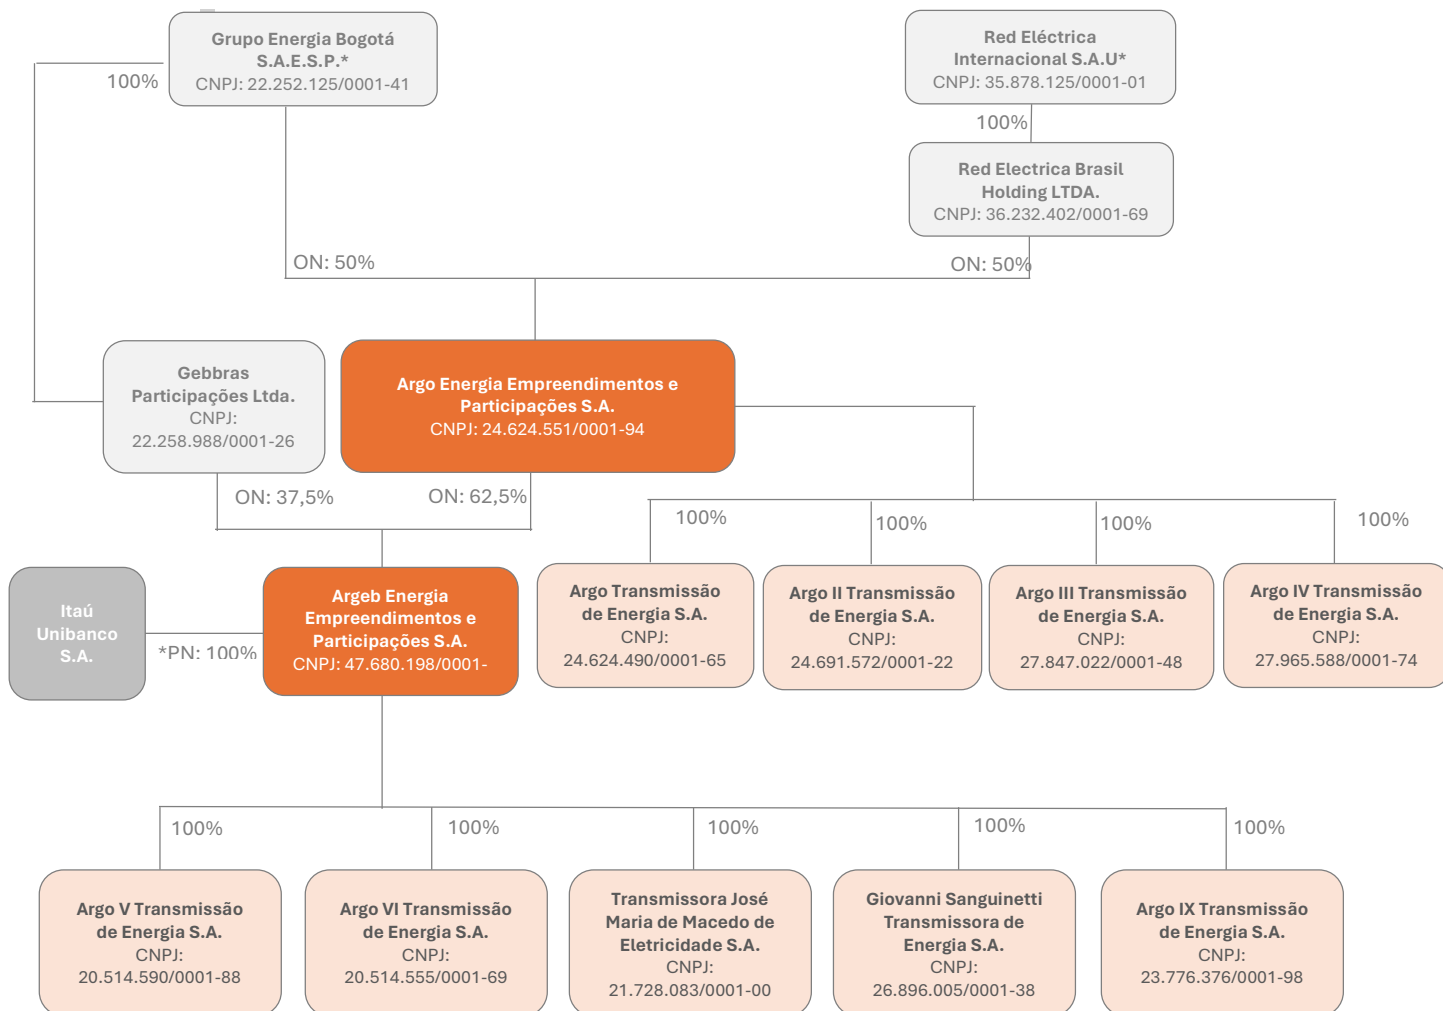 Grupo Energia Bogotá
S.A.E.S.P.*
CNPJ: 22.252.125/0001-41
Red Eléctrica
Internacional S.A.U*
CNPJ: 35.878.125/0001-01
100%
100%
Red Electrica Brasil
Holding LTDA.
CNPJ: 36.232.402/0001-69
ON: 50%
ON: 50%
Gebbras
Participações Ltda.
CNPJ:
22.258.988/0001-26
Argo Energia Empreendimentos e
Participações S.A.
CNPJ: 24.624.551/0001-94
ON: 37,5%
ON: 62,5%
100%
100%
100%
100%
Itaú
Unibanco
S.A.
*PN: 100%
Argeb Energia
Empreendimentos e
Participações S.A.
CNPJ: 47.680.198/0001-
Argo Transmissão
de Energia S.A.
CNPJ:
24.624.490/0001-65
Argo II Transmissão
de Energia S.A.
CNPJ:
24.691.572/0001-22
Argo III Transmissão
de Energia S.A.
CNPJ:
27.847.022/0001-48
Argo IV Transmissão
de Energia S.A.
CNPJ:
27.965.588/0001-74
100%
100%
100%
100%
100%
Argo V Transmissão
de Energia S.A.
CNPJ:
20.514.590/0001-88
Argo VI Transmissão
de Energia S.A.
CNPJ:
20.514.555/0001-69
Transmissora José
Maria de Macedo de
Eletricidade S.A.
CNPJ:
21.728.083/0001-00
Giovanni Sanguinetti
Transmissora de
Energia S.A.
CNPJ:
26.896.005/0001-38
Argo IX Transmissão
de Energia S.A.
CNPJ:
23.776.376/0001-98